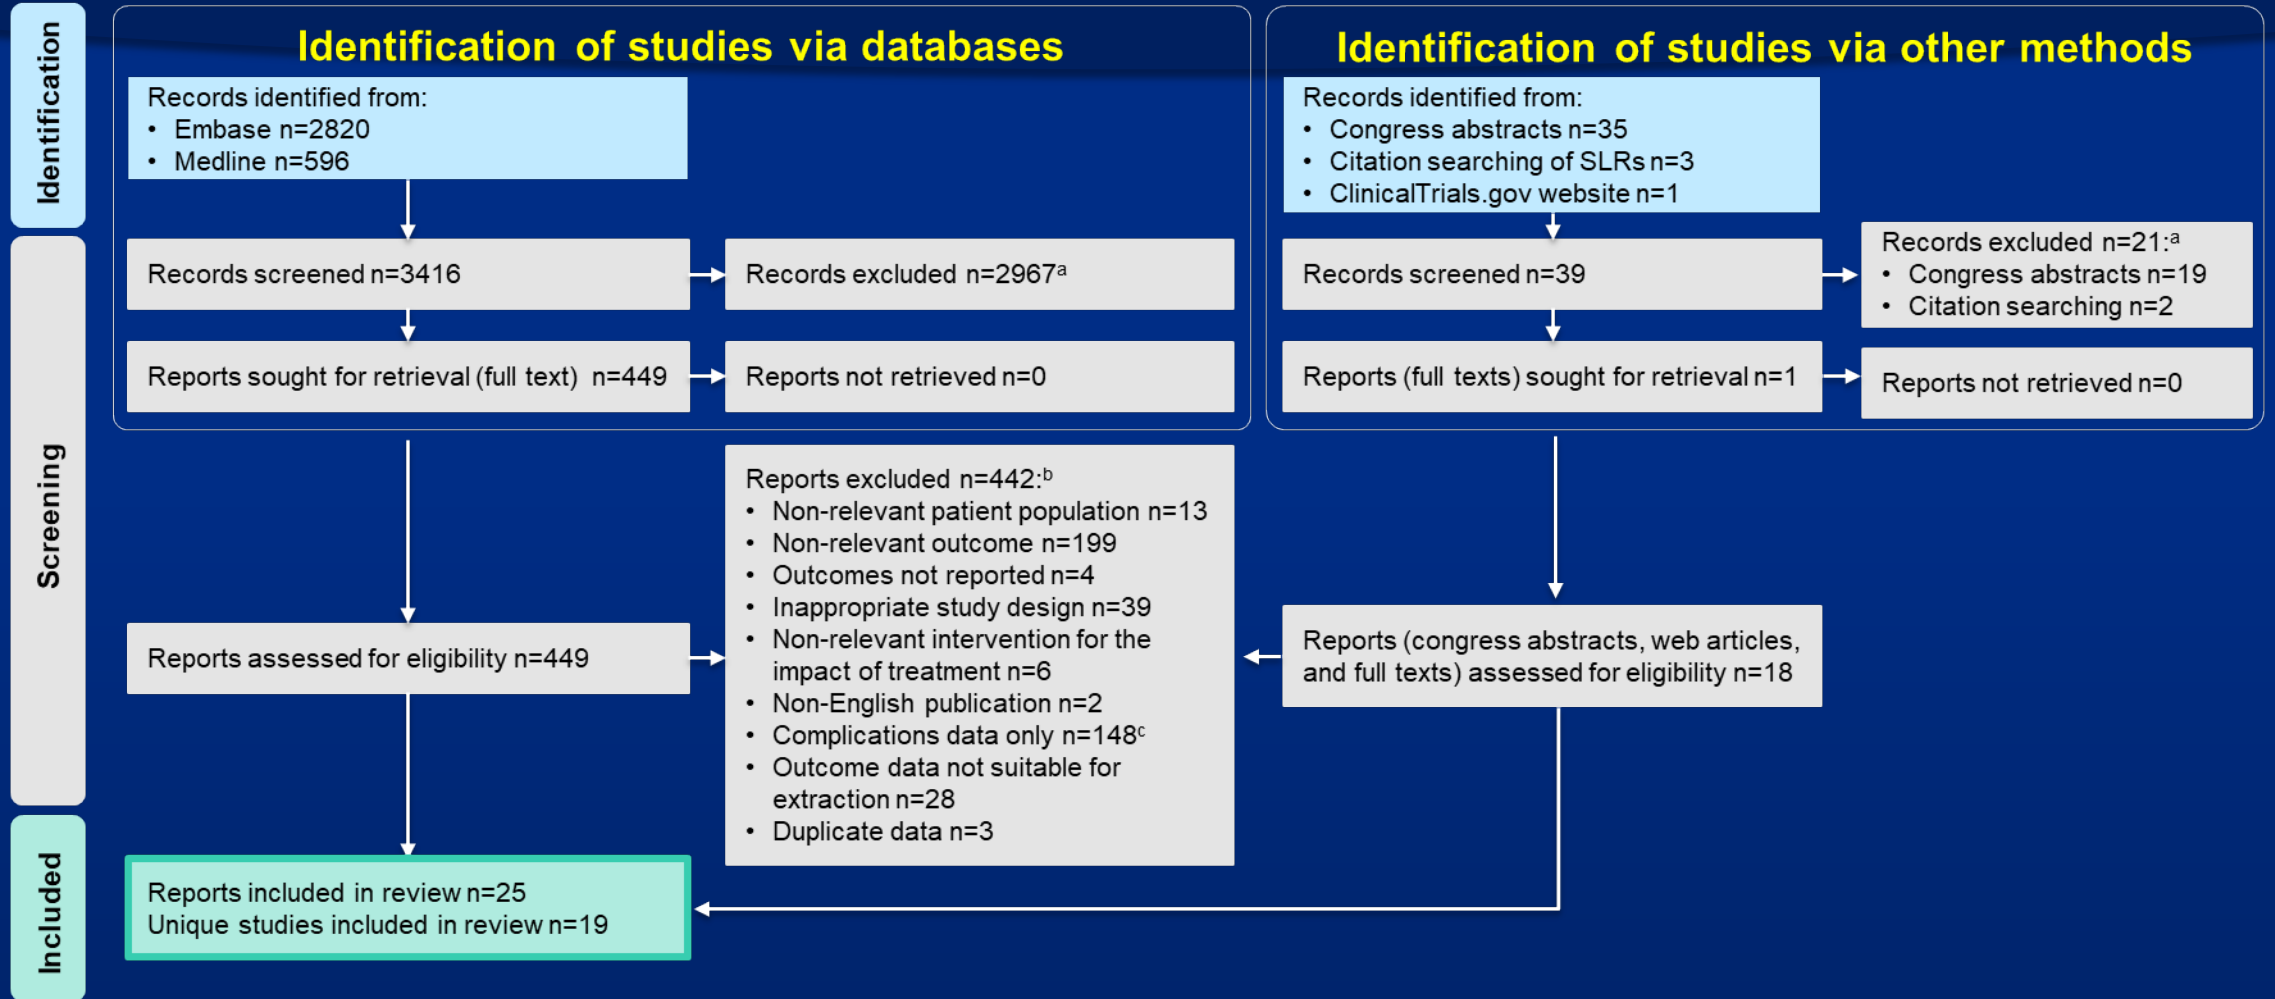 Identification
Identification of studies via databases
Records identified from:
• Embase n=2820
• Medline n=596
Identification of studies via other methods
Records identified from:
• Congress abstracts n=35
• Citation searching of SLRs n=3
• ClinicalTrials.gov website n=1
Screening
Records screened n=3416
Records excluded n=2967ᵃ
Records screened n=39
Records excluded n=21:ᵃ
• Congress abstracts n=19
• Citation searching n=2
Reports sought for retrieval (full text) n=449
Reports not retrieved n=0
Reports (full texts) sought for retrieval n=1
Reports not retrieved n=0
Reports assessed for eligibility n=449
Reports excluded n=442:ᵇ
• Non-relevant patient population n=13
• Non-relevant outcome n=199
• Outcomes not reported n=4
• Inappropriate study design n=39
• Non-relevant intervention for the
impact of treatment n=6
• Non-English publication n=2
• Complications data only n=148ᶜ
• Outcome data not suitable for
extraction n=28
• Duplicate data n=3
Reports (congress abstracts, web articles,
and full texts) assessed for eligibility n=18
Included
Reports included in review n=25
Unique studies included in review n=19